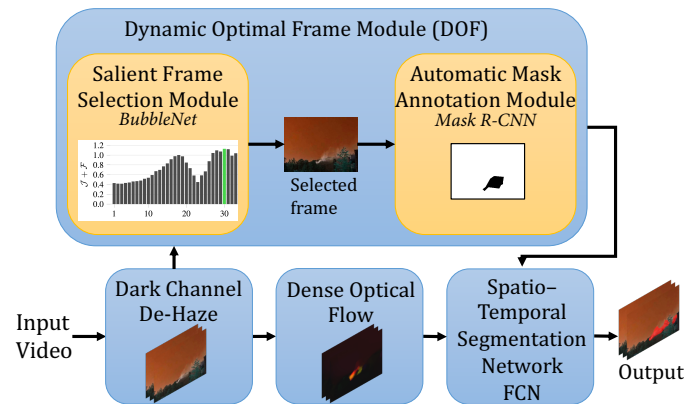 Dynamic Optimal Frame Module (DOF)
Salient Frame
Selection Module
BubbleNet
1.2
1.0
0.8
0.6
0.4
0.2
0.0
J + F
1
10
20
30
Selected
frame
Automatic Mask
Annotation Module
Mask R-CNN
Input
Video
Dark Channel
De-Haze
Dense Optical
Flow
Spatio–
Temporal
Segmentation
Network
FCN
Output